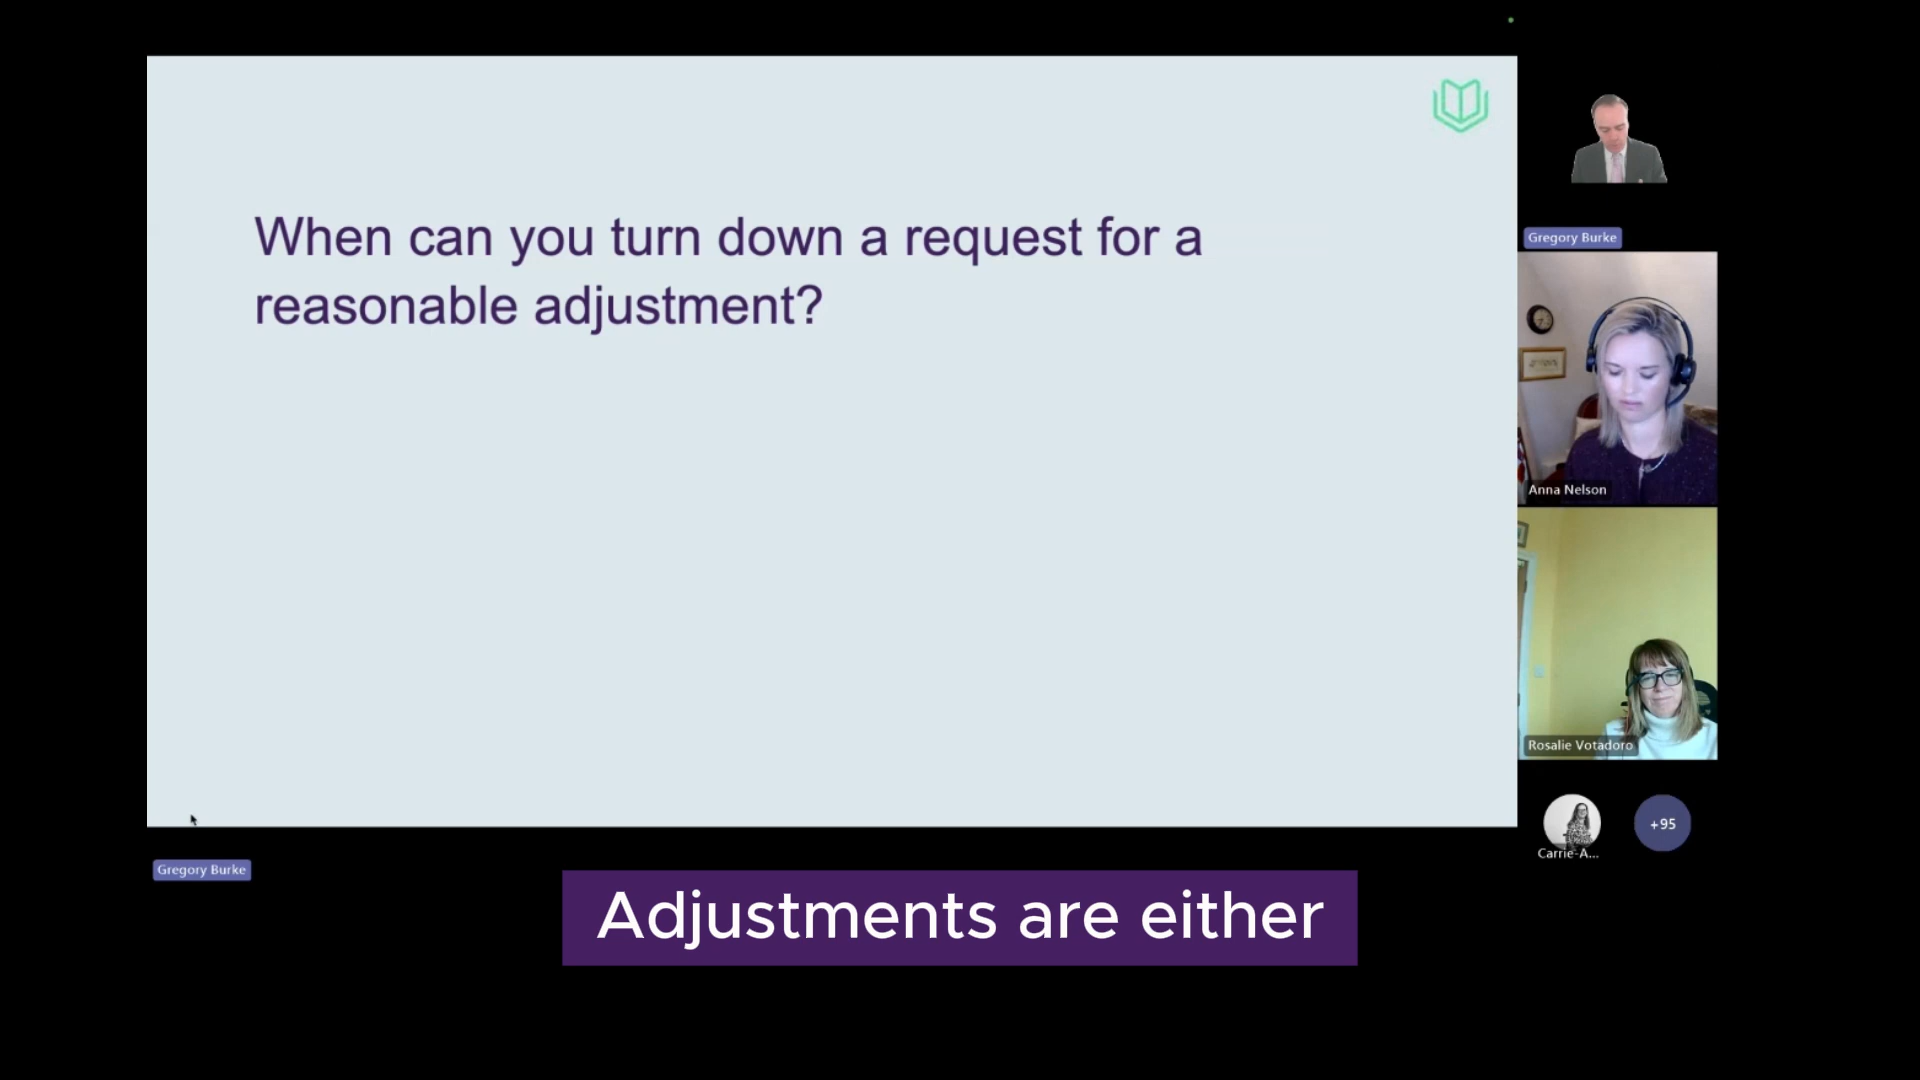 When can you turn down a request for a
reasonable adjustment?
Gregory Burke
Anna Nelson
Rosalie Votadoro
Carrie-A...
+95
Gregory Burke
Adjustments are either